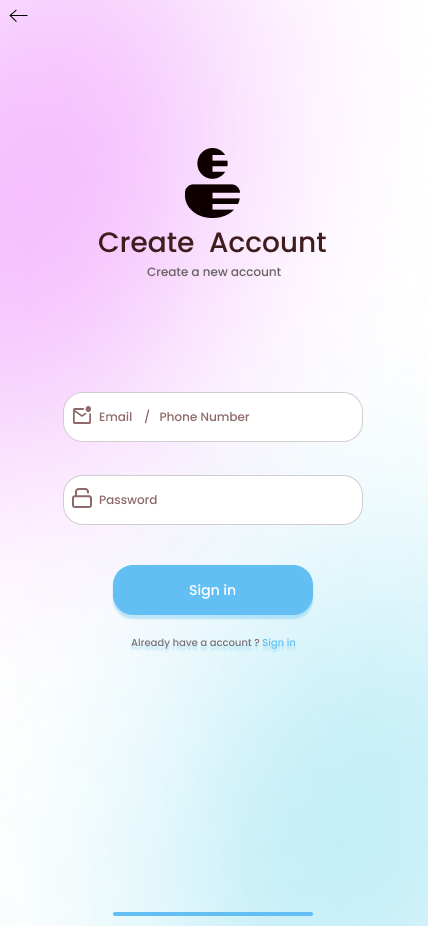 Create Account
Create a new account
Email / Phone Number
Password
Sign in
Already have a account ? Sign in